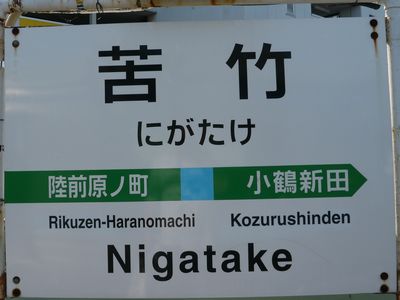 苦竹
にがたけ
陸前原ノ町 小鶴新田
Rikuzen-Haranomachi Kozurushinden
Nigatake